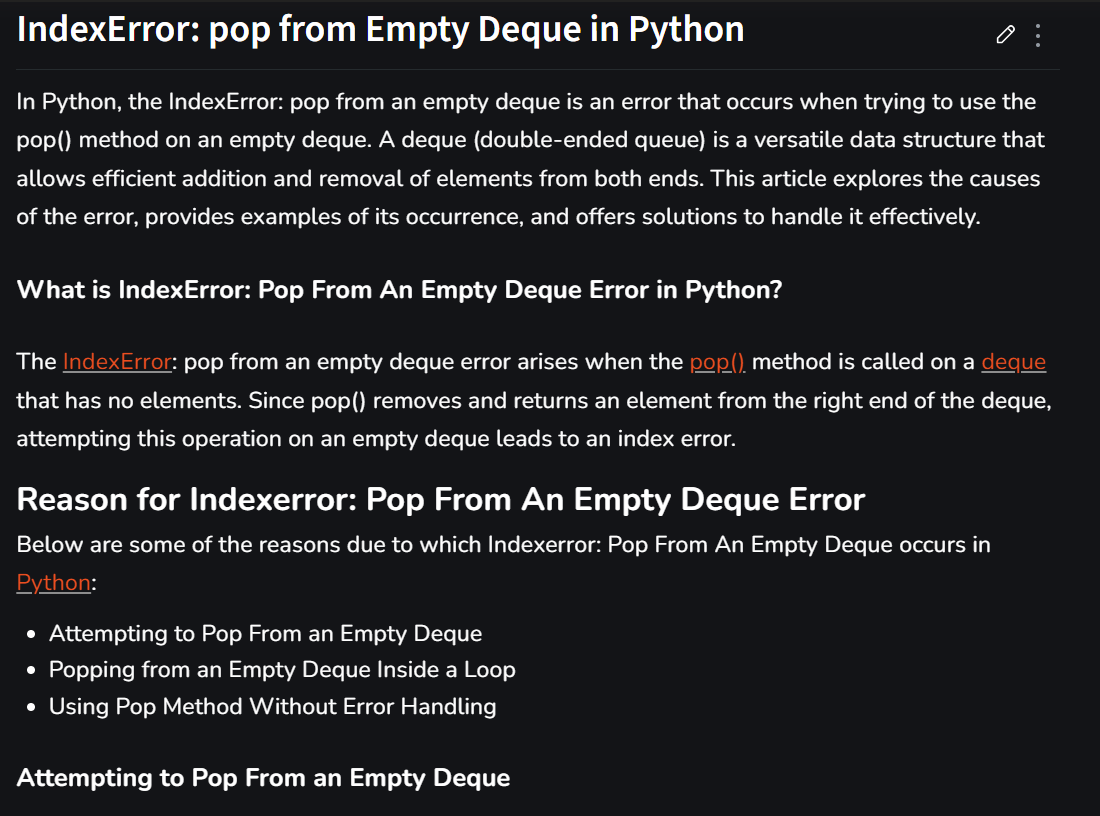 IndexError: pop from Empty Deque in Python
In Python, the IndexError: pop from an empty deque is an error that occurs when trying to use the
pop() method on an empty deque. A deque (double-ended queue) is a versatile data structure that
allows efficient addition and removal of elements from both ends. This article explores the causes
of the error, provides examples of its occurrence, and offers solutions to handle it effectively.
What is IndexError: Pop From An Empty Deque Error in Python?
The IndexError: pop from an empty deque error arises when the pop() method is called on a deque
that has no elements. Since pop() removes and returns an element from the right end of the deque,
attempting this operation on an empty deque leads to an index error.
Reason for Indexerror: Pop From An Empty Deque Error
Below are some of the reasons due to which Indexerror: Pop From An Empty Deque occurs in
Python:
• Attempting to Pop From an Empty Deque
• Popping from an Empty Deque Inside a Loop
• Using Pop Method Without Error Handling
Attempting to Pop From an Empty Deque